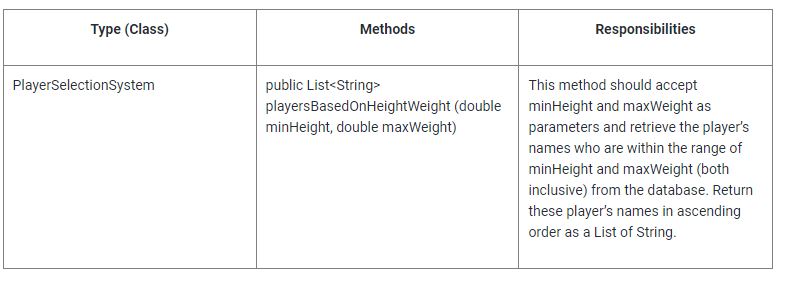 Type (Class)
Methods
Responsibilities
PlayerSelectionSystem
public List<String>
playersBasedOnHeightWeight (double
minHeight, double maxWeight)
This method should accept
minHeight and maxWeight as
parameters and retrieve the player's
names who are within the range of
minHeight and maxWeight (both
inclusive) from the database. Return
these player's names in ascending
order as a List of String.